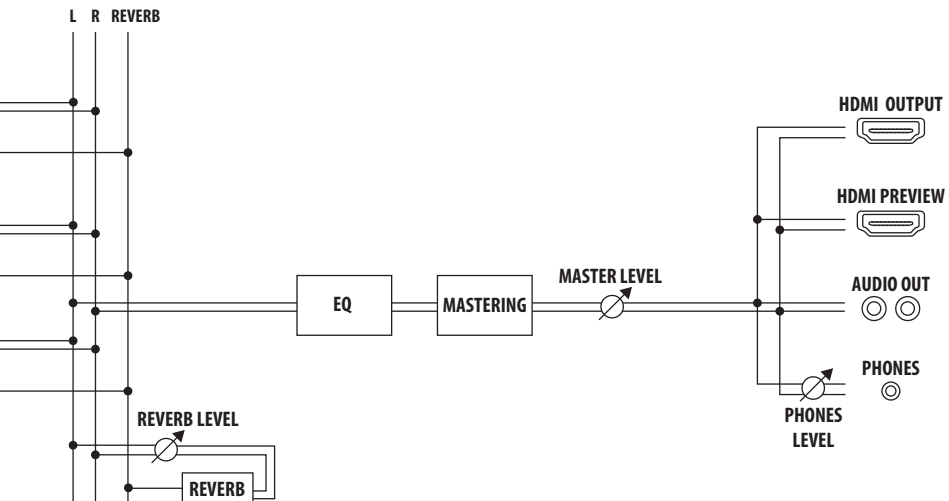 L R REVERB
HDMI OUTPUT
HDMI PREVIEW
MASTER LEVEL
AUDIO OUT
EQ
MASTERING
PHONES
PHONES
LEVEL
REVERB LEVEL
REVERB